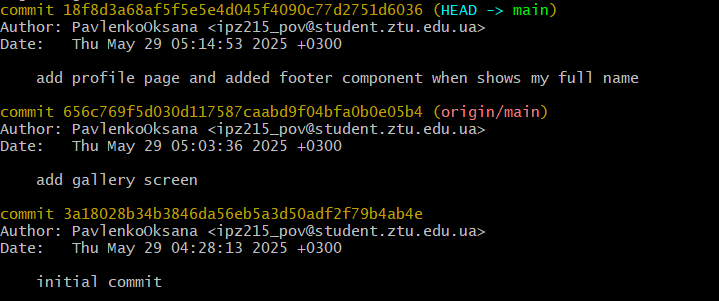 commit 18f8d3a68af5f5e5e4d045f4090c77d2751d6036 (HEAD -> main)
Author: PavlenkoOksana <ipz215_pov@student.ztu.edu.ua>
Date:   Thu May 29 05:14:53 2025 +0300
    add profile page and added footer component when shows my full name
commit 656c769f5d030d117587caabd9f04bfa0b0e05b4 (origin/main)
Author: PavlenkoOksana <ipz215_pov@student.ztu.edu.ua>
Date:   Thu May 29 05:03:36 2025 +0300
    add gallery screen
commit 3a18028b34b3846da56eb5a3d50adf2f79b4ab4e
Author: PavlenkoOksana <ipz215_pov@student.ztu.edu.ua>
Date:   Thu May 29 04:28:13 2025 +0300
    initial commit